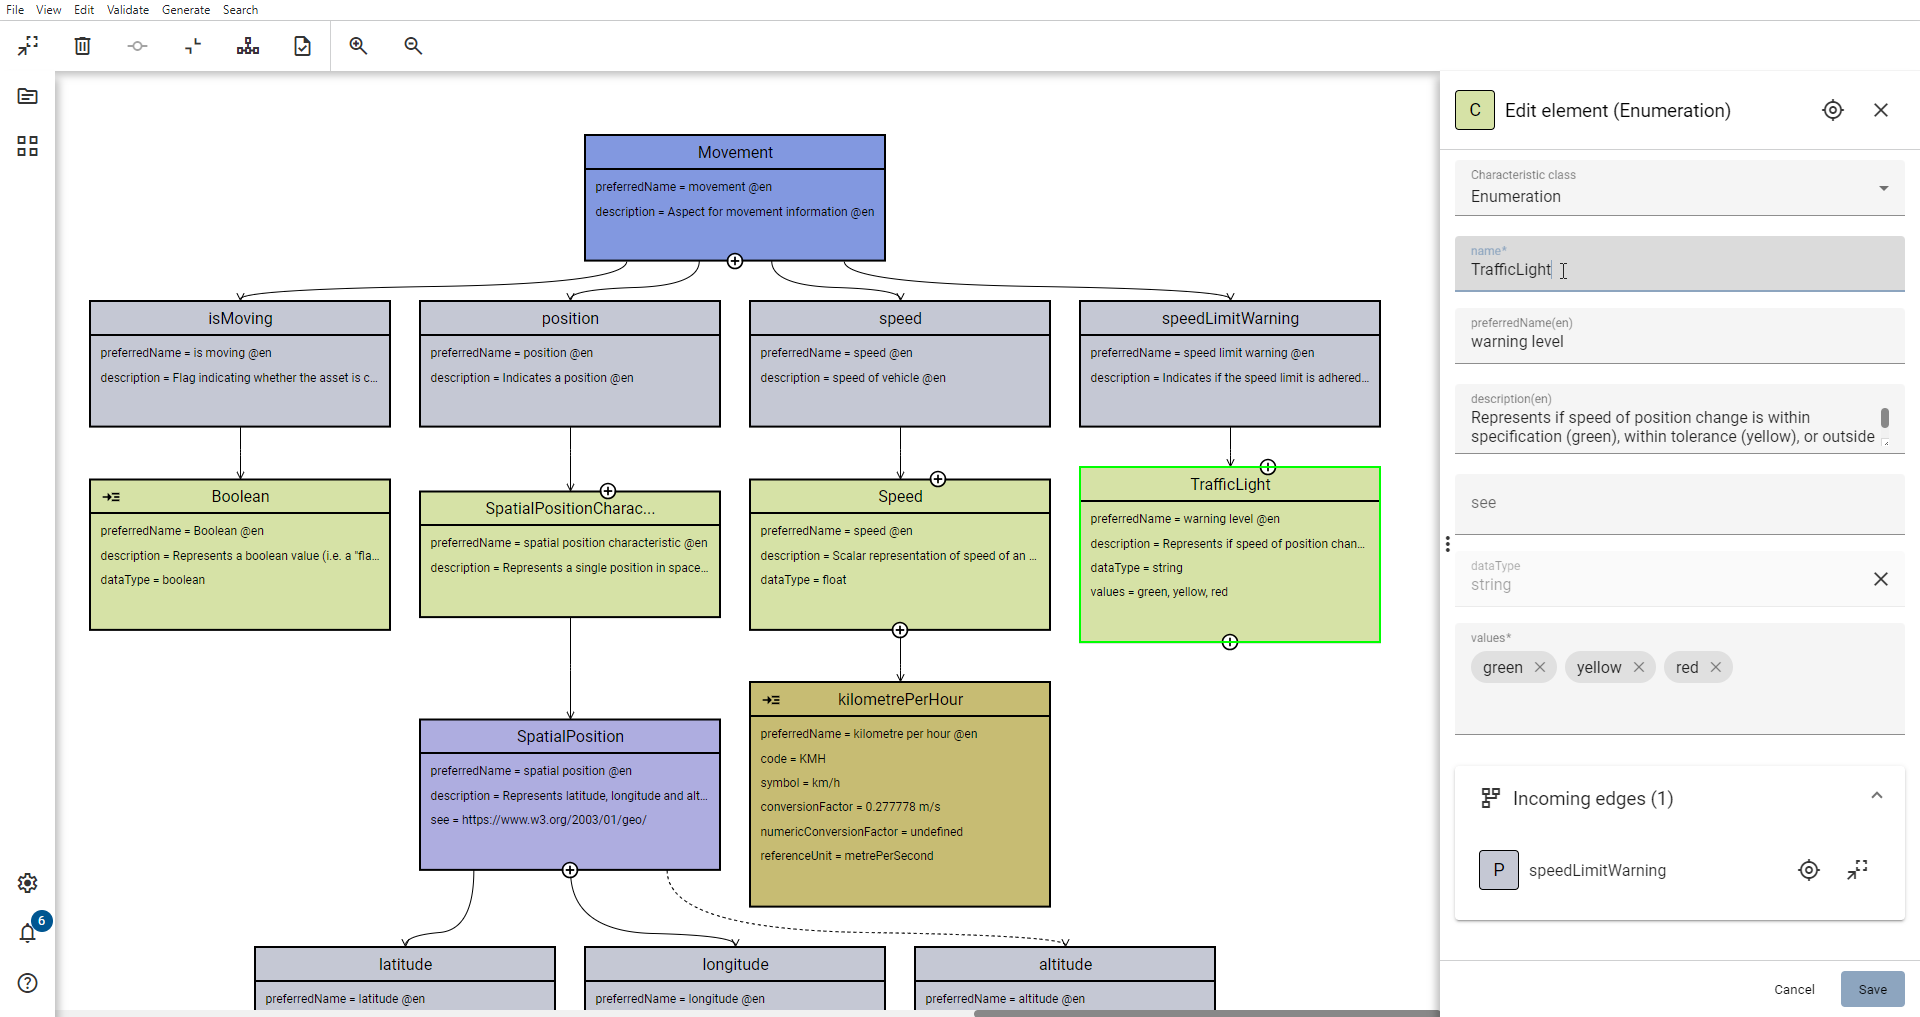 File View Edit Validate Generate Search
Movement
preferredName = movement @en
description = Aspect for movement information @en
isMoving
preferredName = is moving @en
description = Flag indicating whether the asset is c...
position
preferredName = position @en
description = Indicates a position @en
speed
preferredName = speed @en
description = speed of vehicle @en
speedLimitWarning
preferredName = speed limit warning @en
description = Indicates if the speed limit is adhered...
Boolean
preferredName = Boolean @en
description = Represents a boolean value (i.e. a "fla...
dataType = boolean
SpatialPositionCharac...
preferredName = spatial position characteristic @en
description = Represents a single position in space...
Speed
preferredName = speed @en
description = Scalar representation of speed of an ...
dataType = float
TrafficLight
preferredName = warning level @en
description = Represents if speed of position chan...
dataType = string
values = green, yellow, red
SpatialPosition
preferredName = spatial position @en
description = Represents latitude, longitude and alt...
see = https://www.w3.org/2003/01/geo/
kilometrePerHour
preferredName = kilometre per hour @en
code = KMH
symbol = km/h
conversionFactor = 0.277778 m/s
numericConversionFactor = undefined
referenceUnit = metrePerSecond
latitude
preferredName = latitude @en
longitude
preferredName = longitude @en
altitude
preferredName = altitude @en
6
C Edit element (Enumeration)
Characteristic class
Enumeration
name*
TrafficLight
preferredName(en)
warning level
description(en)
Represents if speed of position change is within
specification (green), within tolerance (yellow), or outside
see
dataType
string
values*
green yellow red
Incoming edges (1)
P speedLimitWarning
Cancel Save